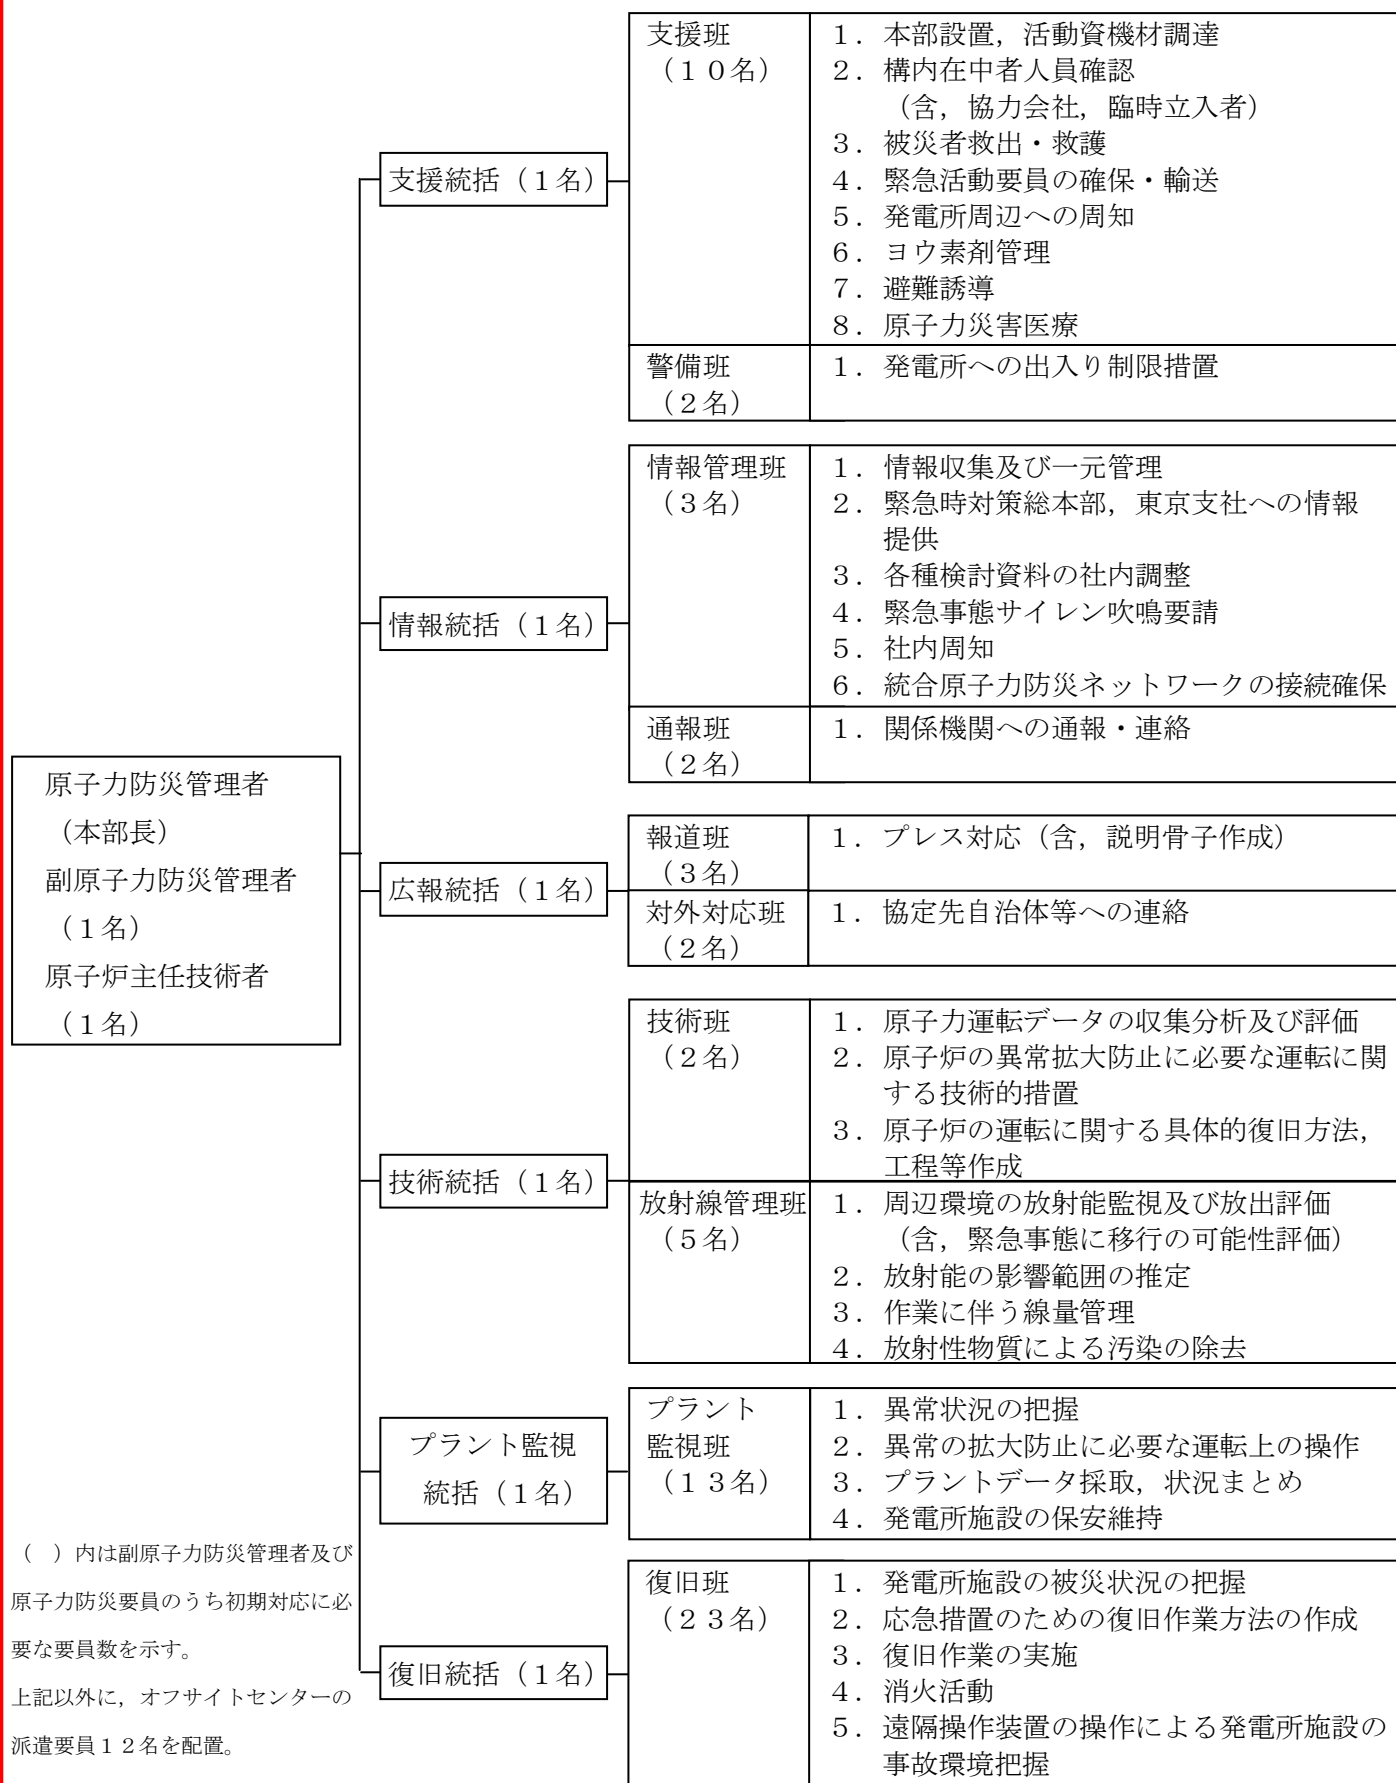 支援班
（１０名）
１．本部設置，活動資機材調達
２．構内在中者人員確認
（含，協力会社，臨時立入者）
３．被災者救出・救護
４．緊急活動要員の確保・輸送
５．発電所周辺への周知
６．ヨウ素剤管理
７．避難誘導
８．原子力災害医療
支援統括（１名）
警備班
（２名）
１．発電所への出入り制限措置
情報管理班
（３名）
１．情報収集及び一元管理
２．緊急時対策総本部，東京支社への情報
提供
３．各種検討資料の社内調整
４．緊急事態サイレン吹鳴要請
５．社内周知
６．統合原子力防災ネットワークの接続確保
情報統括（１名）
通報班
（２名）
１．関係機関への通報・連絡
原子力防災管理者
（本部長）
副原子力防災管理者
（１名）
原子炉主任技術者
（１名）
報道班
（３名）
１．プレス対応（含，説明骨子作成）
広報統括（１名）
対外対応班
（２名）
１．協定先自治体等への連絡
技術班
（２名）
１．原子力運転データの収集分析及び評価
２．原子炉の異常拡大防止に必要な運転に関
する技術的措置
３．原子炉の運転に関する具体的復旧方法，
工程等作成
技術統括（１名）
放射線管理班
（５名）
１．周辺環境の放射能監視及び放出評価
（含，緊急事態に移行の可能性評価）
２．放射能の影響範囲の推定
３．作業に伴う線量管理
４．放射性物質による汚染の除去
プラント監視
統括（１名）
プラント
監視班
（１３名）
１．異常状況の把握
２．異常の拡大防止に必要な運転上の操作
３．プラントデータ採取，状況まとめ
４．発電所施設の保安維持
復旧統括（１名）
復旧班
（２３名）
１．発電所施設の被災状況の把握
２．応急措置のための復旧作業方法の作成
３．復旧作業の実施
４．消火活動
５．遠隔操作装置の操作による発電所施設の
事故環境把握
（　）内は副原子力防災管理者及び
原子力防災要員のうち初期対応に必
要な要員数を示す。
上記以外に，オフサイトセンターの
派遣要員１２名を配置。